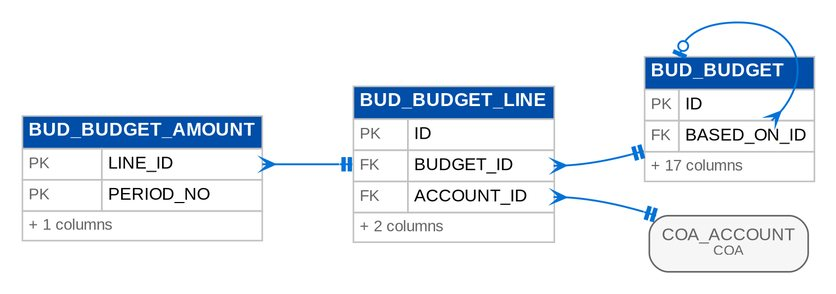 BUD_BUDGET_AMOUNT
PK LINE_ID
PK PERIOD_NO
+ 1 columns
BUD_BUDGET_LINE
PK ID
FK BUDGET_ID
FK ACCOUNT_ID
+ 2 columns
BUD_BUDGET
PK ID
FK BASED_ON_ID
+ 17 columns
COA_ACCOUNT
COA